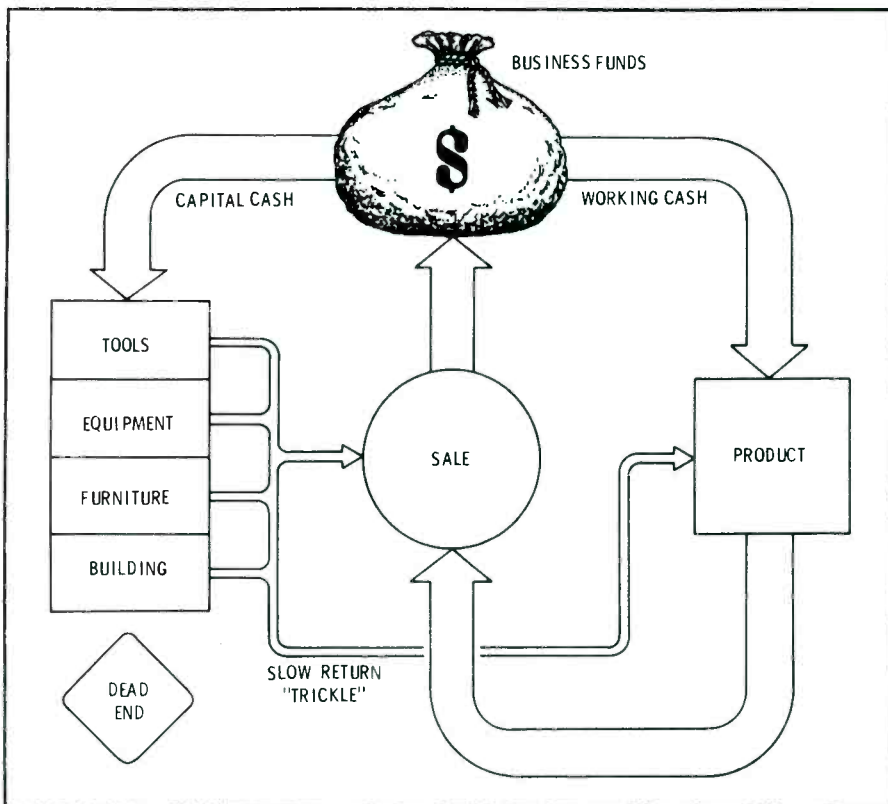 BUSINESS FUNDS
$
CAPITAL CASH
WORKING CASH
TOOLS
EQUIPMENT
FURNITURE
BUILDING
SALE
PRODUCT
SLOW RETURN
"TRICKLE"
DEAD
END